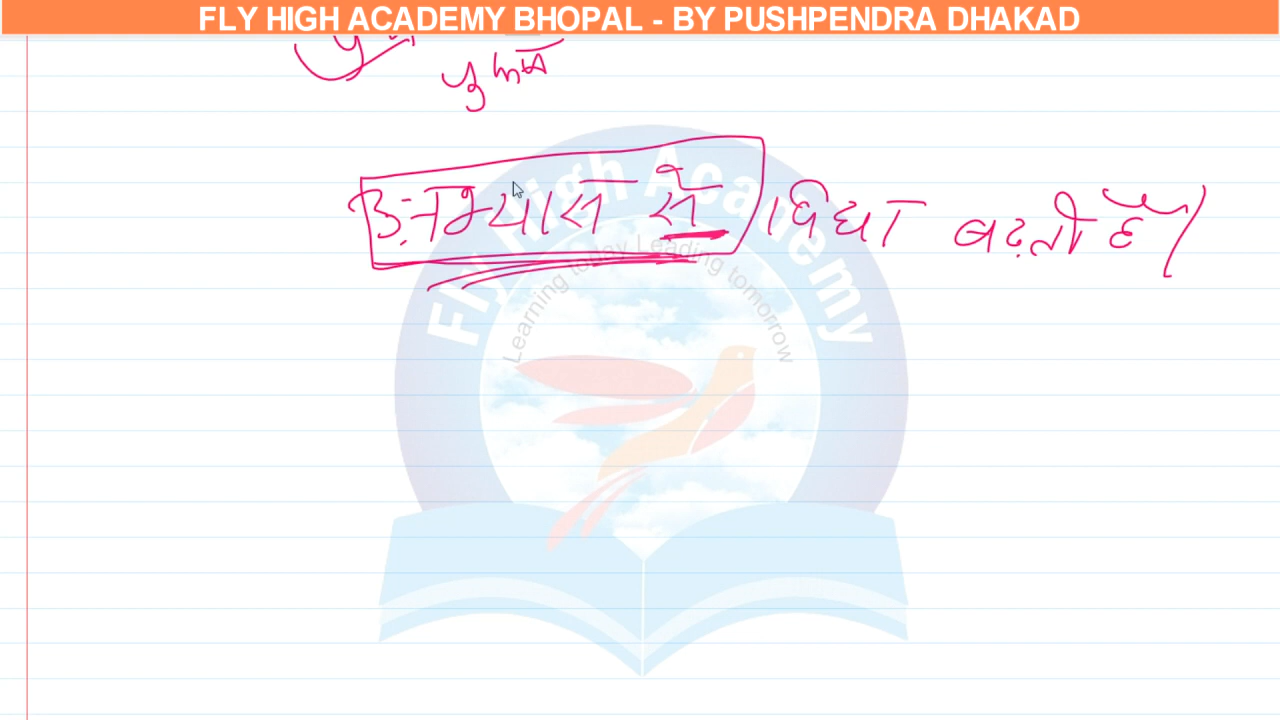 FLY HIGH ACADEMY BHOPAL - BY PUSHPENDRA DHAKAD
अभ्यास से विद्या बढ़ती है।
Fly High Academy
Learning today Leading tomorrow